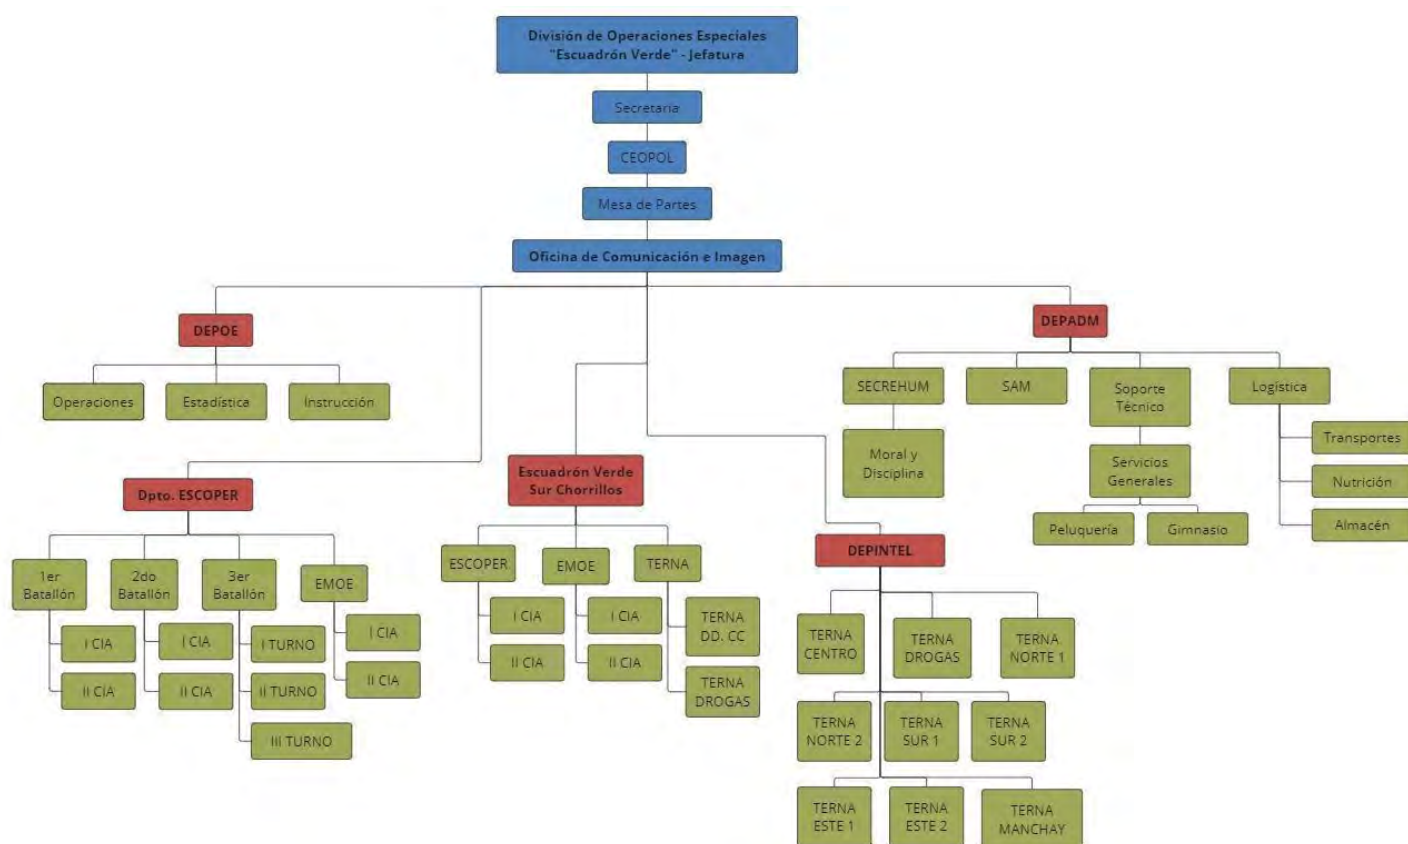 División de Operaciones Especiales
"Escuadrón Verde" - Jefatura
Secretaria
CEOPOL
Mesa de Partes
Oficina de Comunicación e Imagen
DEPOE
Operaciones
Estadística
Instrucción
DEPADM
SECREHUM
Moral y
Disciplina
SAM
Soporte
Técnico
Servicios
Generales
Peluquería
Gimnasio
Logística
Transportes
Nutrición
Almacén
Dpto. ESCOPER
1er
Batallón
I CIA
II CIA
2do
Batallón
I CIA
II CIA
3er
Batallón
I TURNO
II TURNO
III TURNO
EMOE
I CIA
II CIA
Escuadrón Verde
Sur Chorrillos
ESCOPER
I CIA
II CIA
EMOE
I CIA
II CIA
TERNA
TERNA
DD. CC
TERNA
DROGAS
DEPINTEL
TERNA
CENTRO
TERNA
DROGAS
TERNA
NORTE 1
TERNA
NORTE 2
TERNA
SUR 1
TERNA
SUR 2
TERNA
ESTE 1
TERNA
ESTE 2
TERNA
MANCHAY